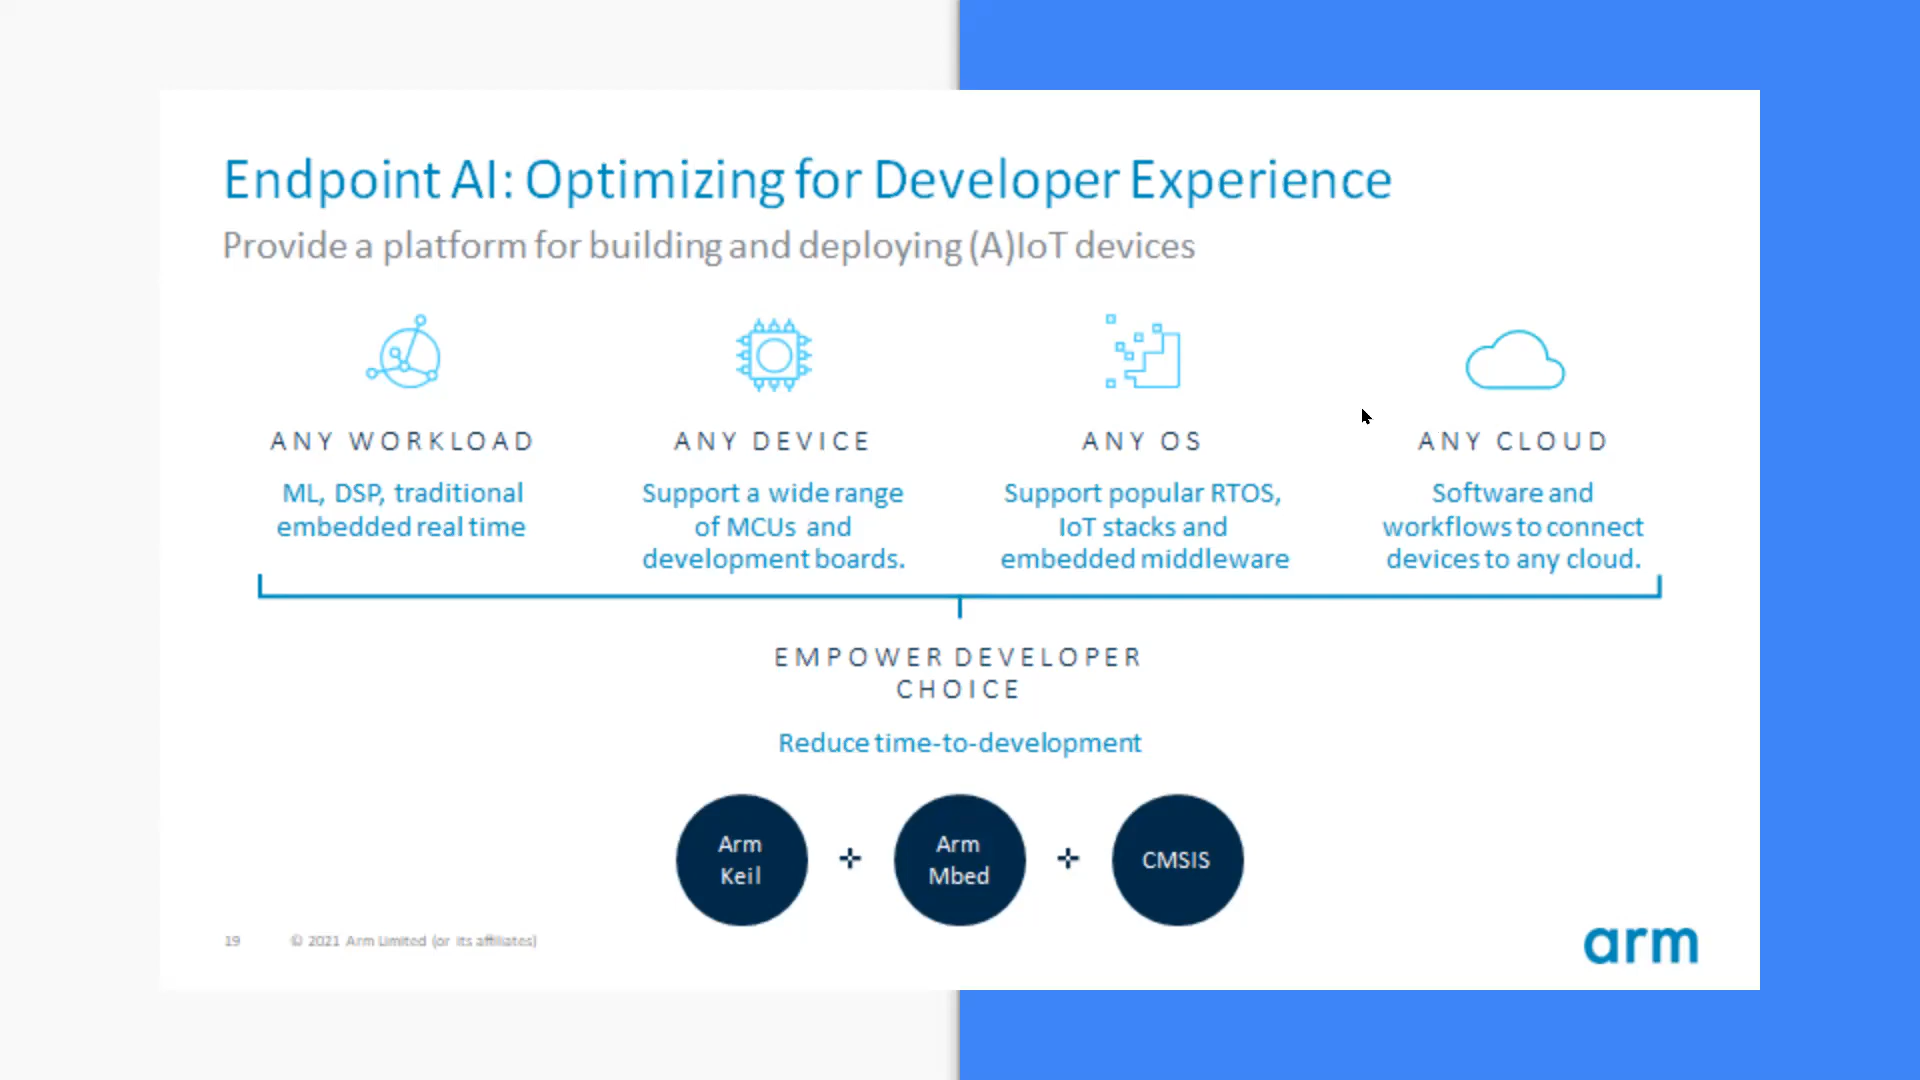 Endpoint AI: Optimizing for Developer Experience
Provide a platform for building and deploying (A)IoT devices
ANY WORKLOAD
ML, DSP, traditional
embedded real time
ANY DEVICE
Support a wide range
of MCUs and
development boards.
ANY OS
Support popular RTOS,
IoT stacks and
embedded middleware
ANY CLOUD
Software and
workflows to connect
devices to any cloud.
EMPOWER DEVELOPER
CHOICE
Reduce time-to-development
Arm
Keil
+
Arm
Mbed
+
CMSIS
19
© 2021 Arm Limited (or its affiliates)
arm